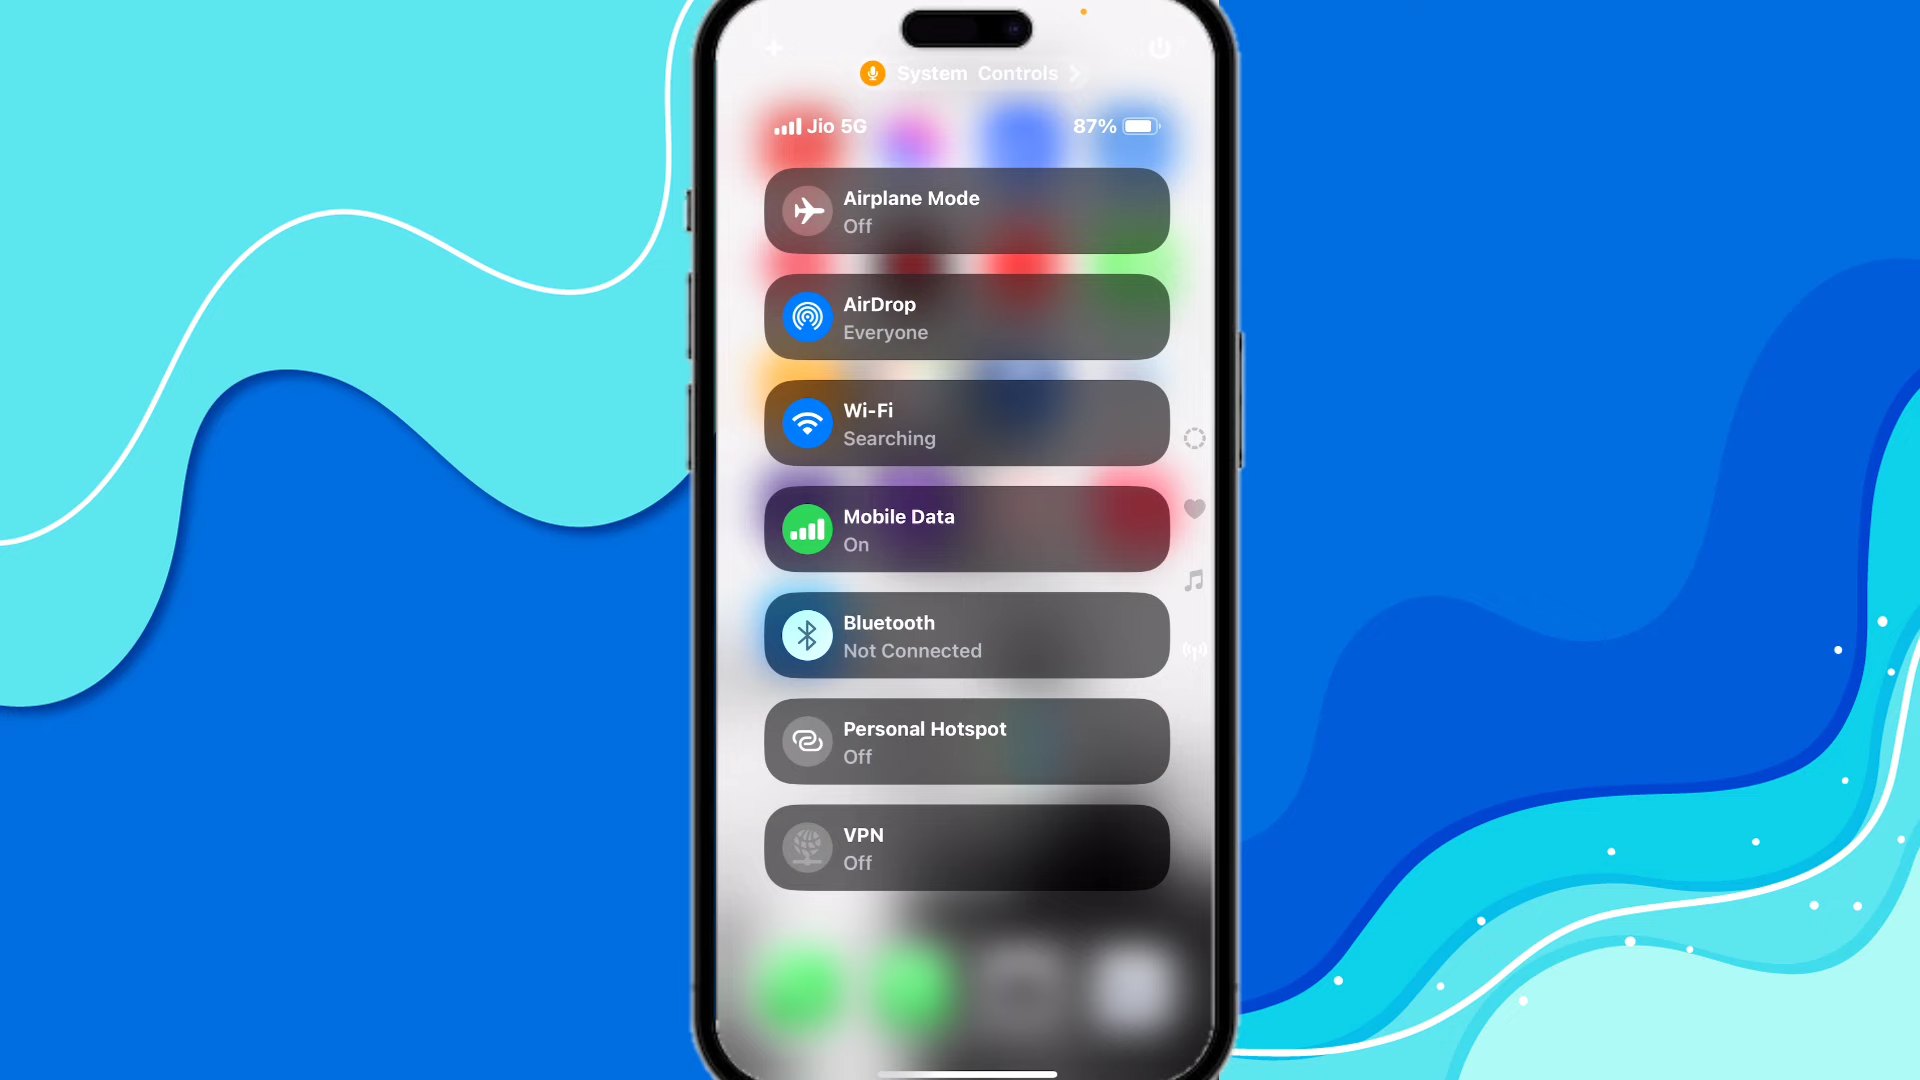 System Controls
Jio 5G 87%
Airplane Mode
Off
AirDrop
Everyone
Wi-Fi
Searching
Mobile Data
On
Bluetooth
Not Connected
Personal Hotspot
Off
VPN
Off